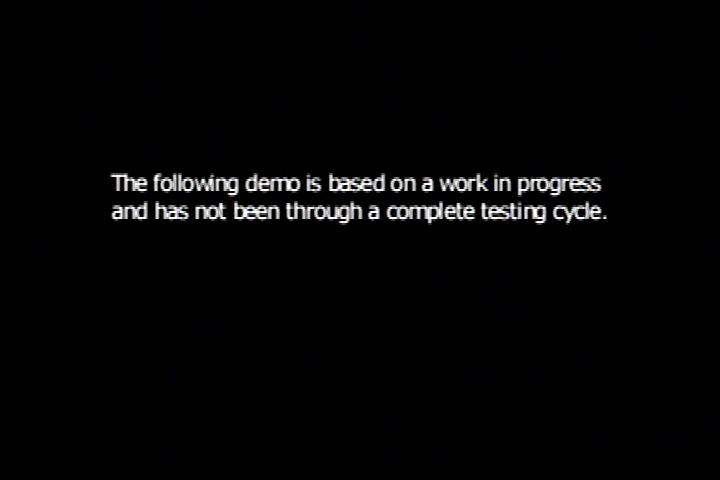 The following demo is based on a work in progress
and has not been through a complete testing cycle.